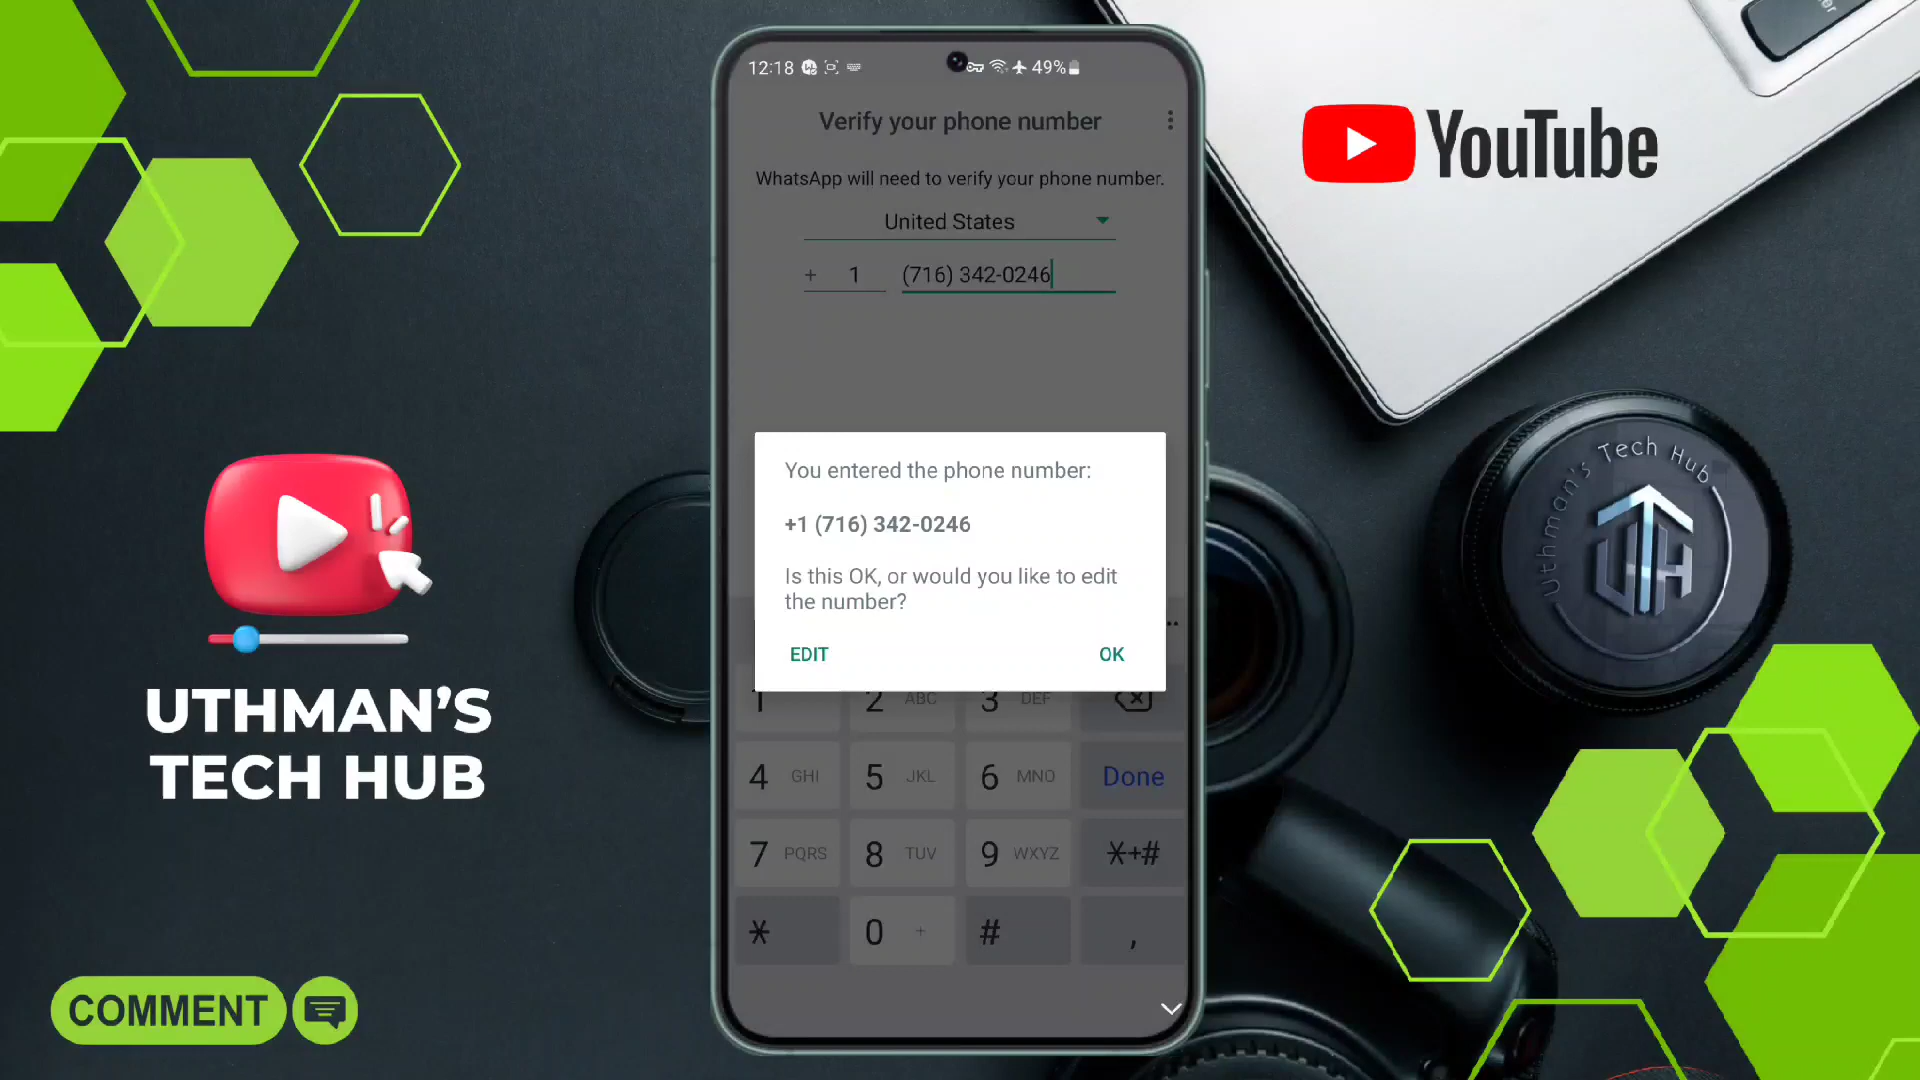 12:18
49%
Verify your phone number
WhatsApp will need to verify your phone number.
United States
+ 1 (716) 342-0246
You entered the phone number:
+1 (716) 342-0246
Is this OK, or would you like to edit
the number?
EDIT OK
1 2 ABC 3 DEF
4 GHI 5 JKL 6 MNO Done
7 PQRS 8 TUV 9 WXYZ *+#
* 0 + # ,
YouTube
Uthman's Tech Hub
UTH
UTHMAN’S
TECH HUB
COMMENT